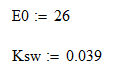 E0 := 26
Ksw := 0.039